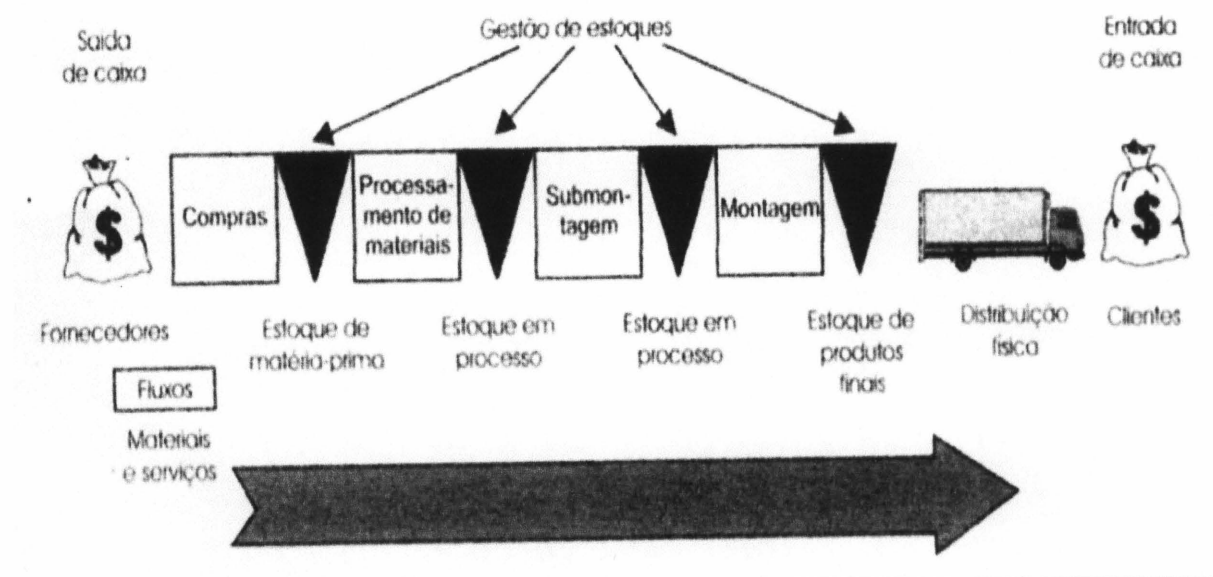 Saída
de caixa
Gestão de estoques
Entrada
de caixa
$
Compras
Processa-
mento de
materiais
Submon-
tagem
Montagem
$
Fornecedores
Estoque de
matéria-prima
Estoque em
processo
Estoque em
processo
Estoque de
produtos
finais
Distribuição
física
Clientes
Fluxos
Materiais
e serviços